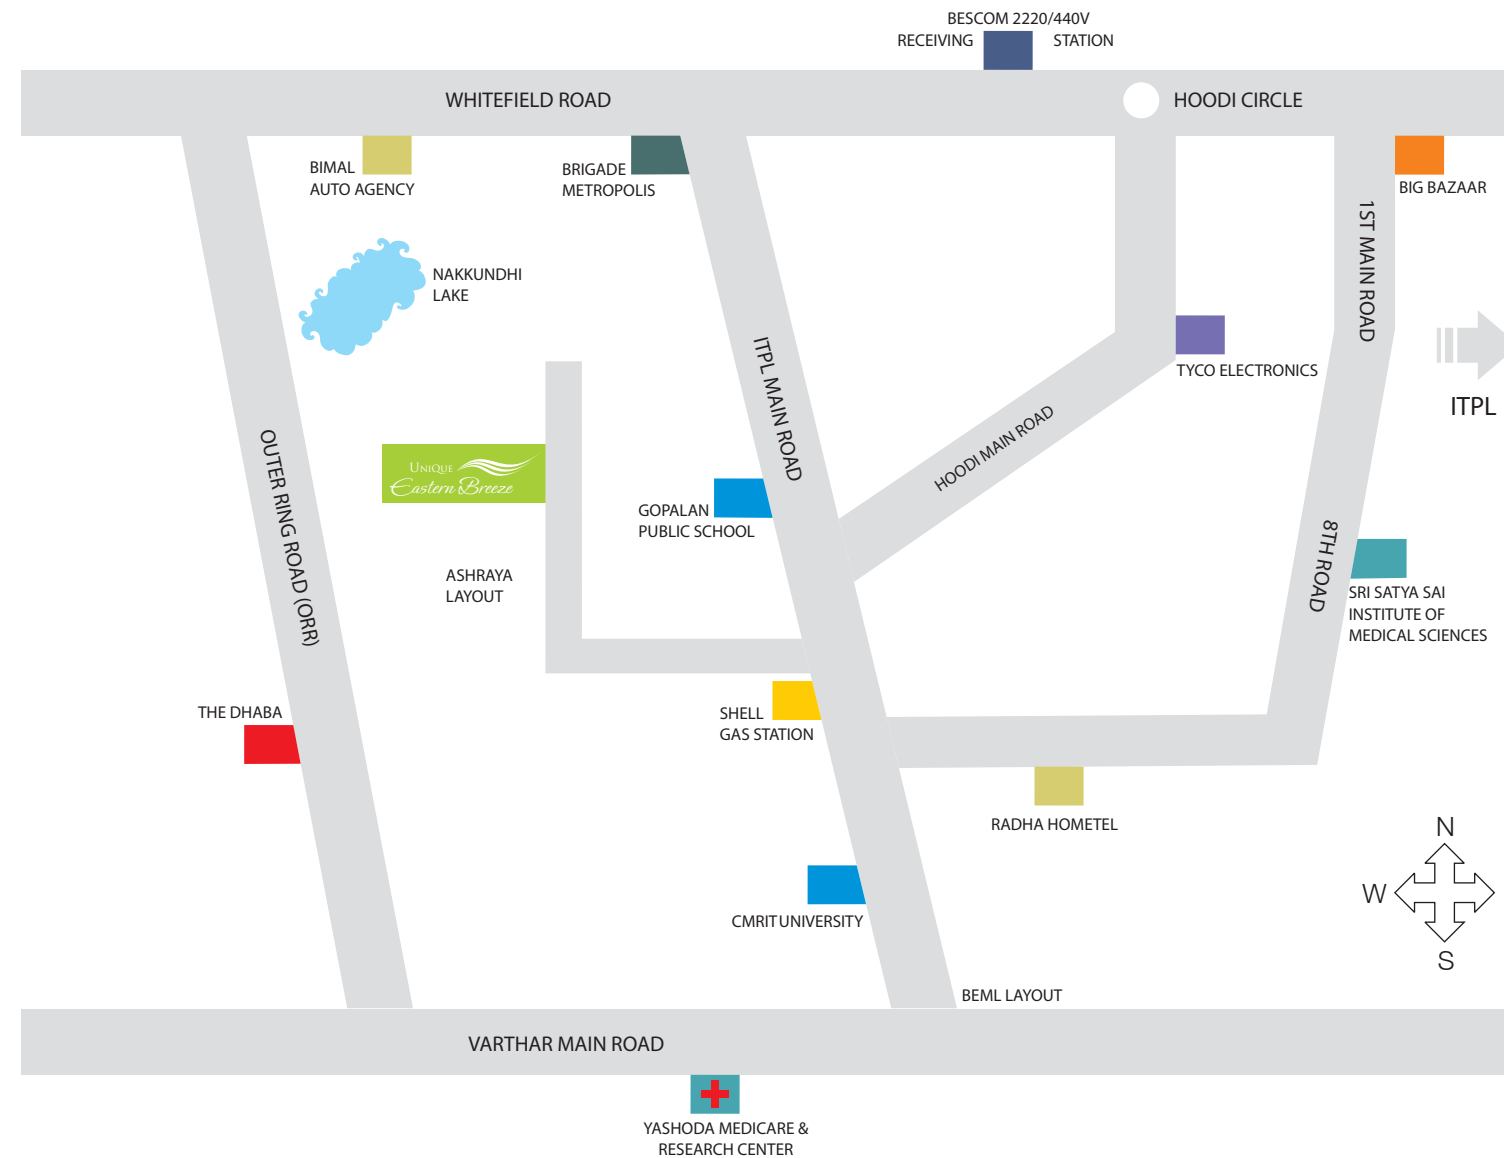 BESCOM 2220/440V
RECEIVING STATION
WHITEFIELD ROAD
HOODI CIRCLE
BIMAL
AUTO AGENCY
BRIGADE
METROPOLIS
BIG BAZAAR
1ST MAIN ROAD
NAKKUNDHI
LAKE
ITPL MAIN ROAD
TYCO ELECTRONICS
ITPL
HOODI MAIN ROAD
OUTER RING ROAD (ORR)
UNIQUE
Eastern Breeze
GOPALAN
PUBLIC SCHOOL
8TH ROAD
ASHRAYA
LAYOUT
SRI SATYA SAI
INSTITUTE OF
MEDICAL SCIENCES
THE DHABA
SHELL
GAS STATION
RADHA HOMETEL
N
W
S
CMRIT UNIVERSITY
BEML LAYOUT
VARTHAR MAIN ROAD
YASHODA MEDICARE &
RESEARCH CENTER